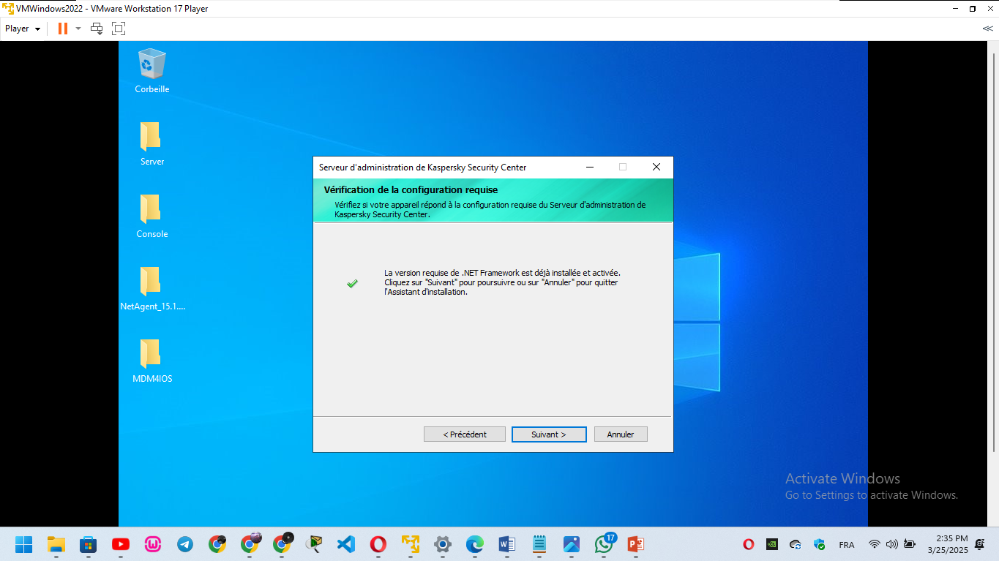 VMWindows2022 - VMware Workstation 17 Player
Player
Corbeille
Server
Console
NetAgent_15.1....
MDM4IOS
Serveur d'administration de Kaspersky Security Center
Vérification de la configuration requise
Vérifiez si votre appareil répond à la configuration requise du Serveur d'administration de
Kaspersky Security Center.
La version requise de .NET Framework est déjà installée et activée.
Cliquez sur "Suivant" pour poursuivre ou sur "Annuler" pour quitter
l'Assistant d'installation.
< Précédent
Suivant >
Annuler
Activate Windows
Go to Settings to activate Windows.
17
FRA
2:35 PM
3/25/2025